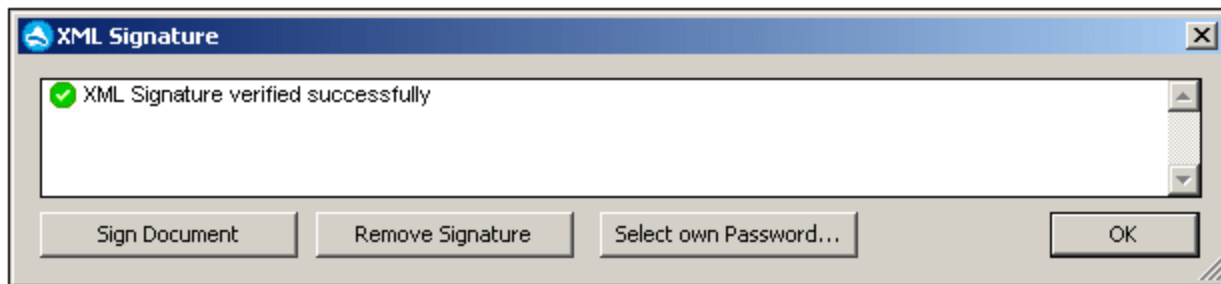 XML Signature
XML Signature verified successfully
Sign Document Remove Signature Select own Password... OK